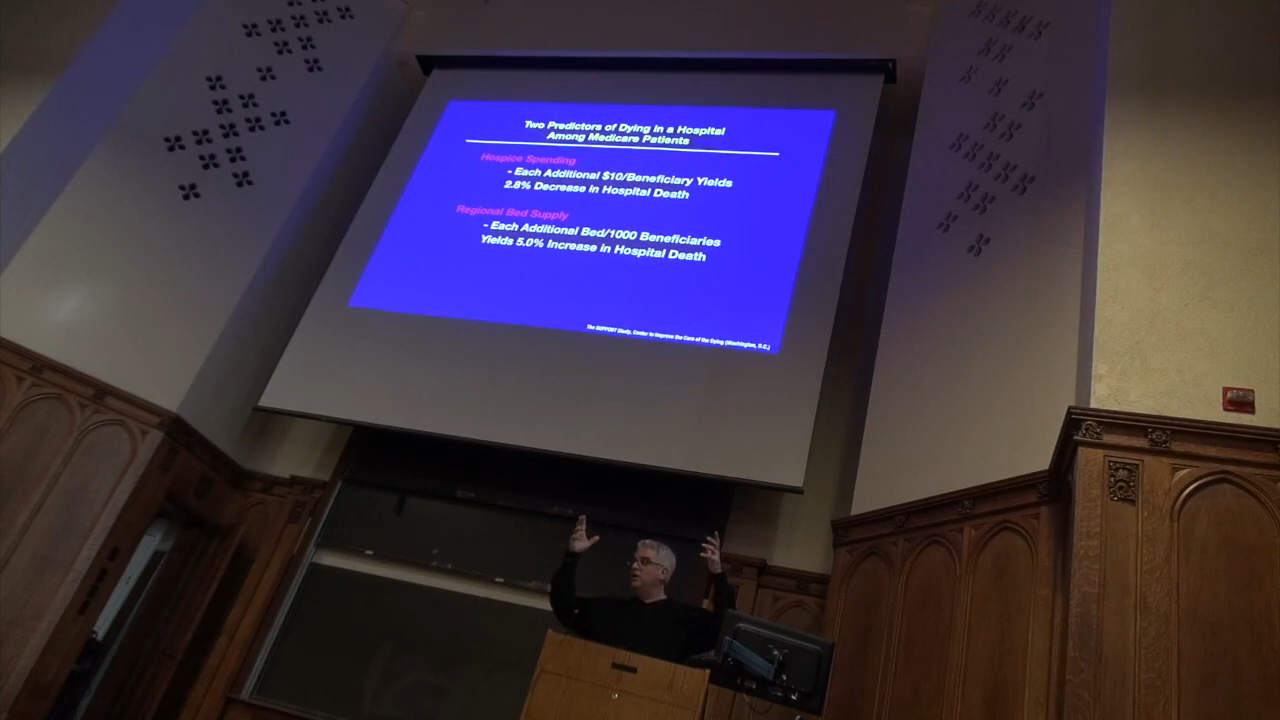 Two Predictors of Dying in a Hospital
Among Medicare Patients
Hospice Spending
- Each Additional $10/Beneficiary Yields
2.8% Decrease in Hospital Death
Regional Bed Supply
- Each Additional Bed/1000 Beneficiaries
Yields 5.0% Increase in Hospital Death
The SUPPORT Study, Center to Improve the Care of the Dying (Washington, D.C.)